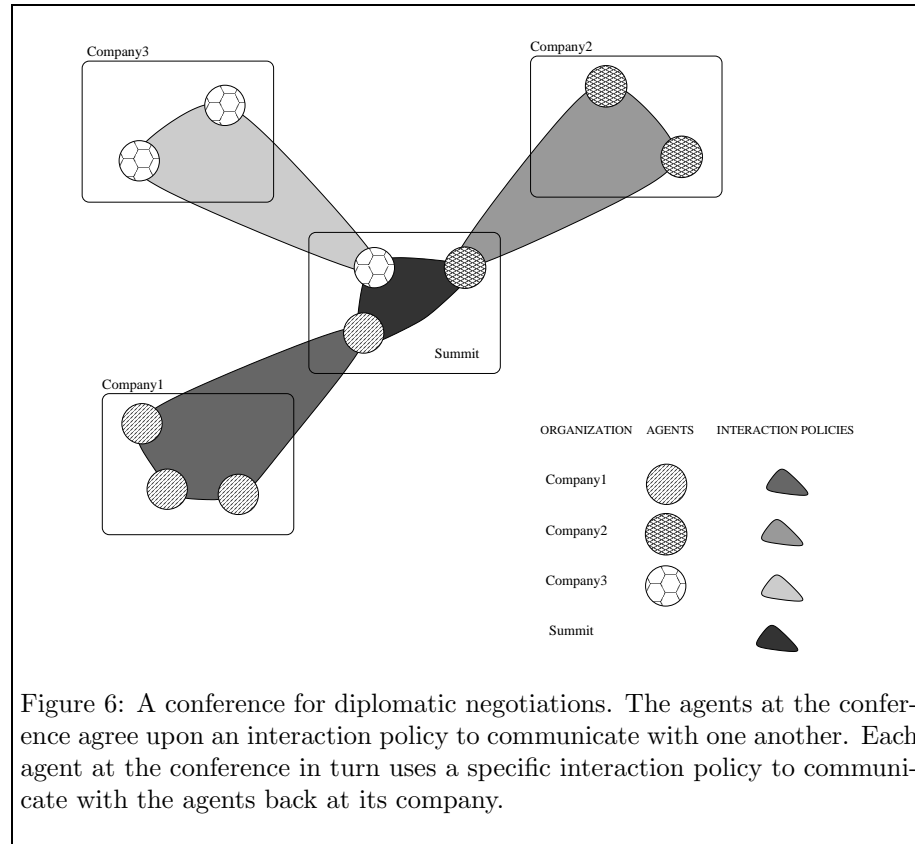 Company3
Company2
Summit
Company1
ORGANIZATION AGENTS INTERACTION POLICIES
Company1
Company2
Company3
Summit
Figure 6: A conference for diplomatic negotiations. The agents at the confer-
ence agree upon an interaction policy to communicate with one another. Each
agent at the conference in turn uses a specific interaction policy to communi-
cate with the agents back at its company.